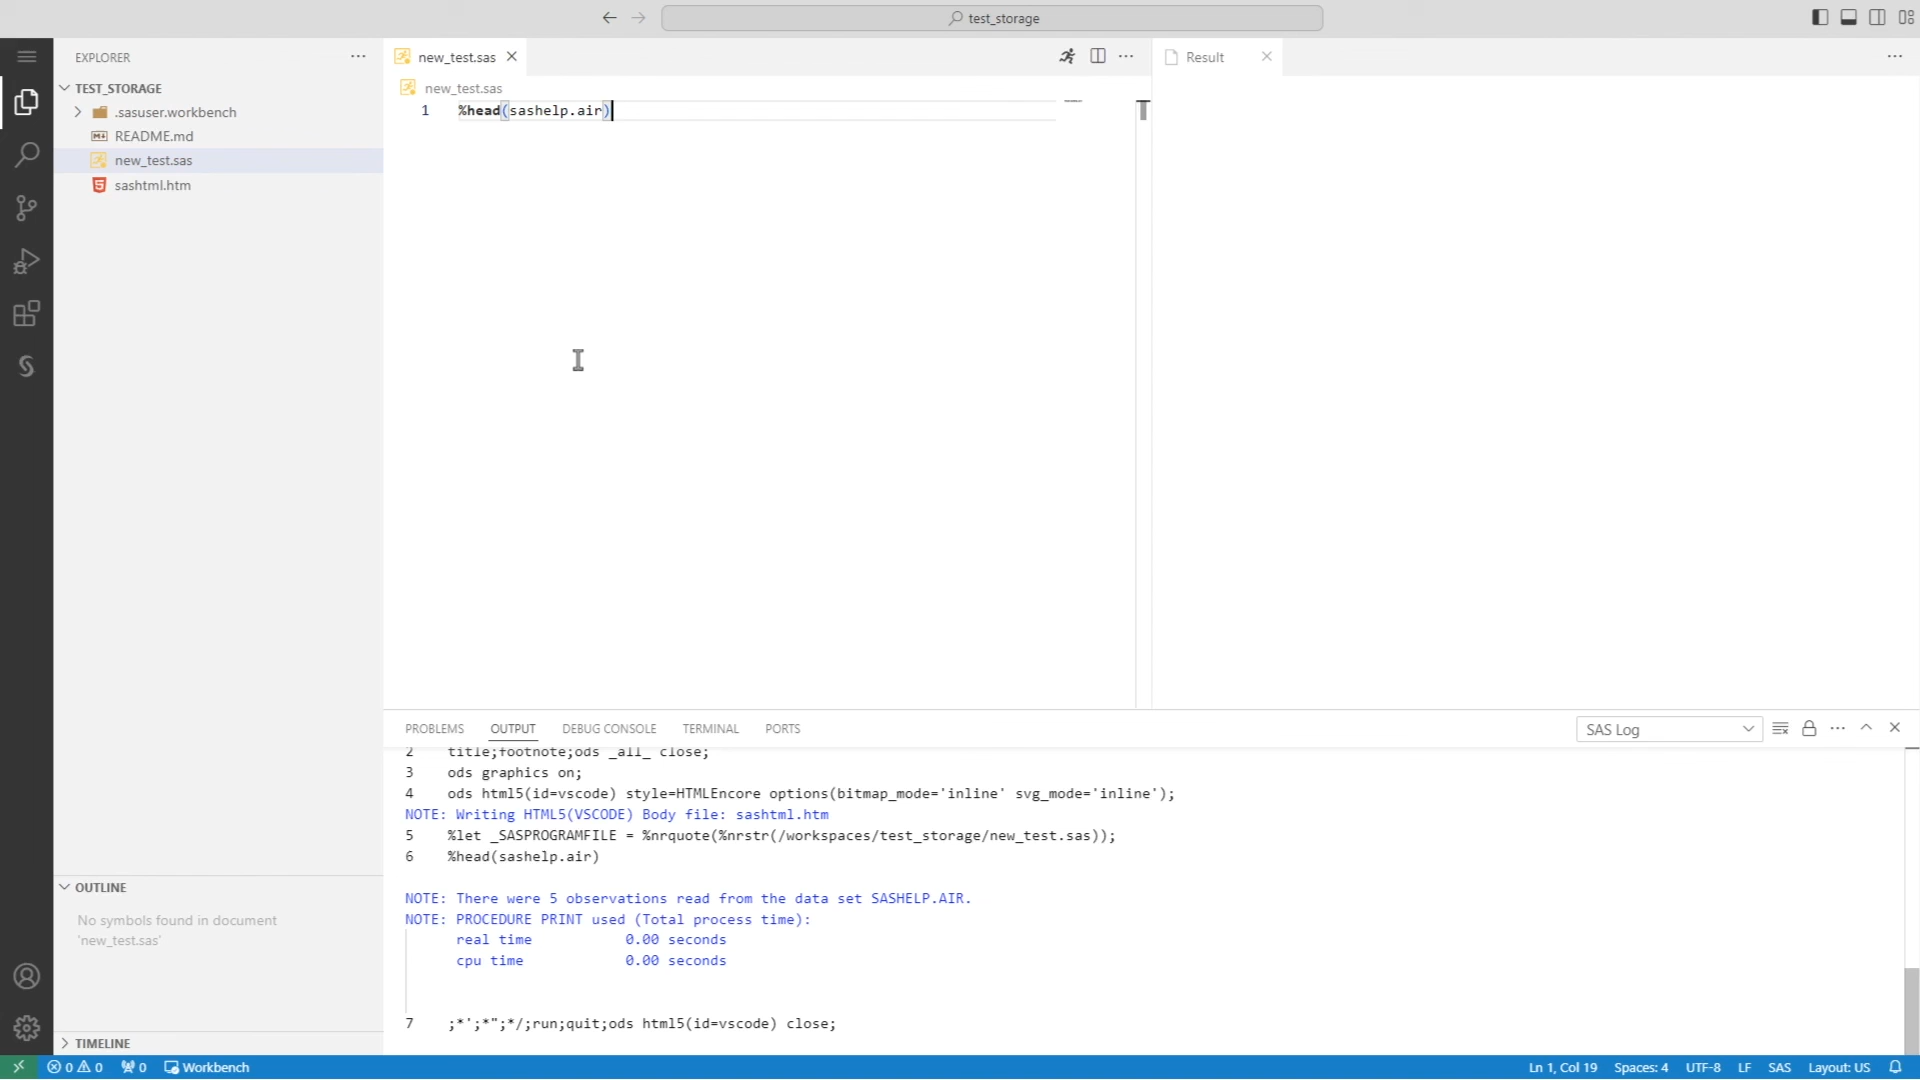 test_storage
EXPLORER
TEST_STORAGE
.sasuser.workbench
README.md
new_test.sas
sashtml.htm
new_test.sas
new_test.sas
1 %head(sashelp.air)
Result
PROBLEMS OUTPUT DEBUG CONSOLE TERMINAL PORTS
SAS Log
2 title;footnote;ods _all_ close;
3 ods graphics on;
4 ods html5(id=vscode) style=HTMLEncore options(bitmap_mode='inline' svg_mode='inline');
NOTE: Writing HTML5(VSCODE) Body file: sashtml.htm
5 %let _SASPROGRAMFILE = %nrquote(%nrstr(/workspaces/test_storage/new_test.sas));
6 %head(sashelp.air)
NOTE: There were 5 observations read from the data set SASHELP.AIR.
NOTE: PROCEDURE PRINT used (Total process time):
real time 0.00 seconds
cpu time 0.00 seconds
7 ;*';*";*/;run;quit;ods html5(id=vscode) close;
OUTLINE
No symbols found in document
'new_test.sas'
TIMELINE
0 0 0 Workbench
Ln 1, Col 19 Spaces: 4 UTF-8 LF SAS Layout: US